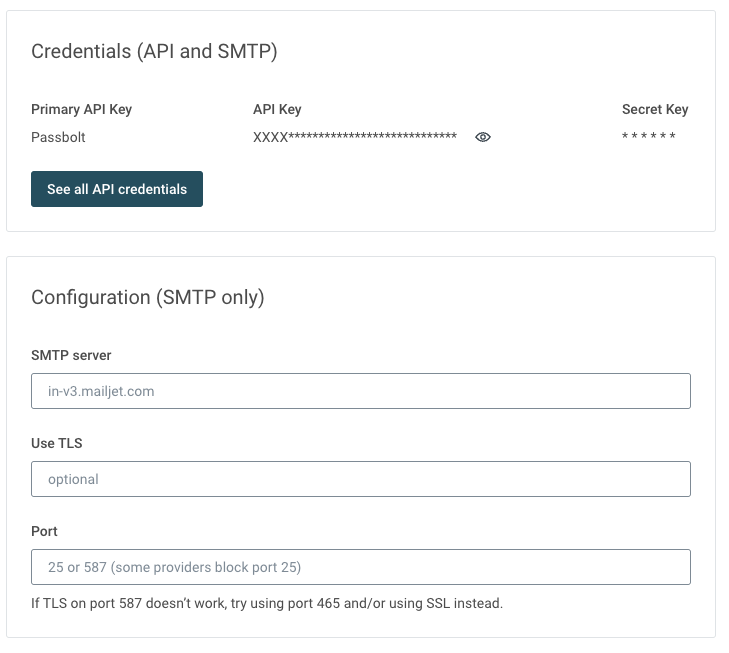 Credentials (API and SMTP)
Primary API Key API Key Secret Key
Passbolt XXXX**************************** ******
See all API credentials
Configuration (SMTP only)
SMTP server
in-v3.mailjet.com
Use TLS
optional
Port
25 or 587 (some providers block port 25)
If TLS on port 587 doesn’t work, try using port 465 and/or using SSL instead.